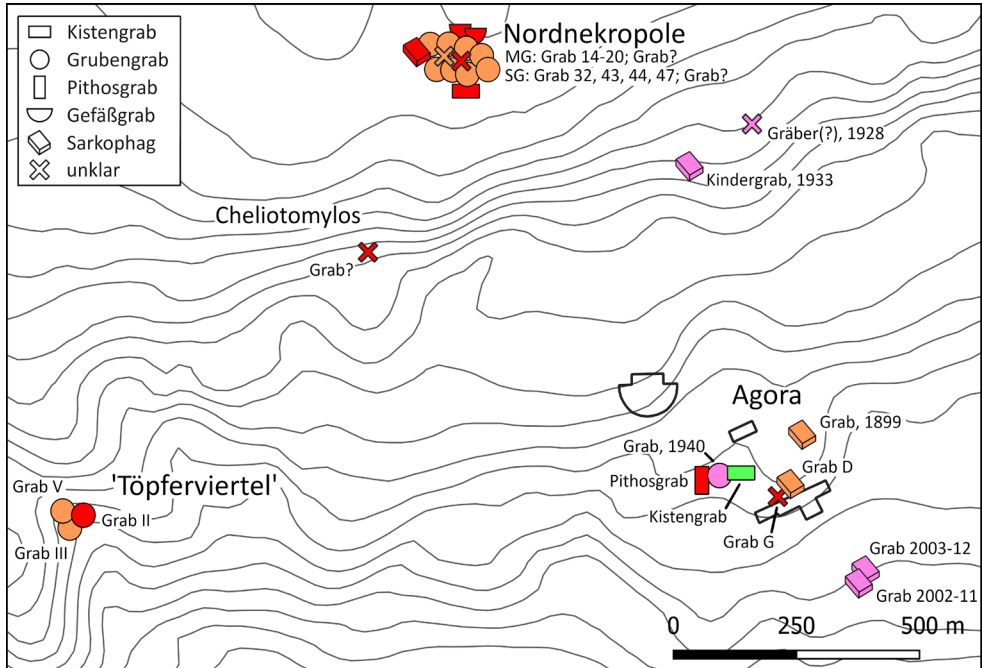 Kistengrab
Grubengrab
Pithosgrab
Gefäßgrab
Sarkophag
unklar
Nordnekropole
MG: Grab 14-20; Grab?
SG: Grab 32, 43, 44, 47; Grab?
Gräber(?), 1928
Kindergrab, 1933
Cheliotomylos
Grab?
Agora
Grab, 1899
Grab, 1940
Grab D
Pithosgrab
Kistengrab
Grab G
'Töpferviertel'
Grab V
Grab II
Grab III
Grab 2003-12
Grab 2002-11
0 250 500 m